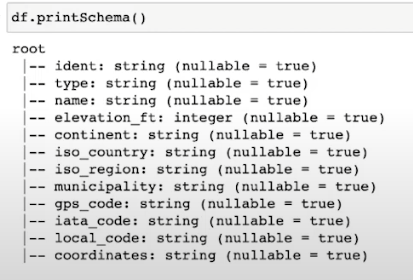 df.printSchema()
root
|-- ident: string (nullable = true)
|-- type: string (nullable = true)
|-- name: string (nullable = true)
|-- elevation_ft: integer (nullable = true)
|-- continent: string (nullable = true)
|-- iso_country: string (nullable = true)
|-- iso_region: string (nullable = true)
|-- municipality: string (nullable = true)
|-- gps_code: string (nullable = true)
|-- iata_code: string (nullable = true)
|-- local_code: string (nullable = true)
|-- coordinates: string (nullable = true)